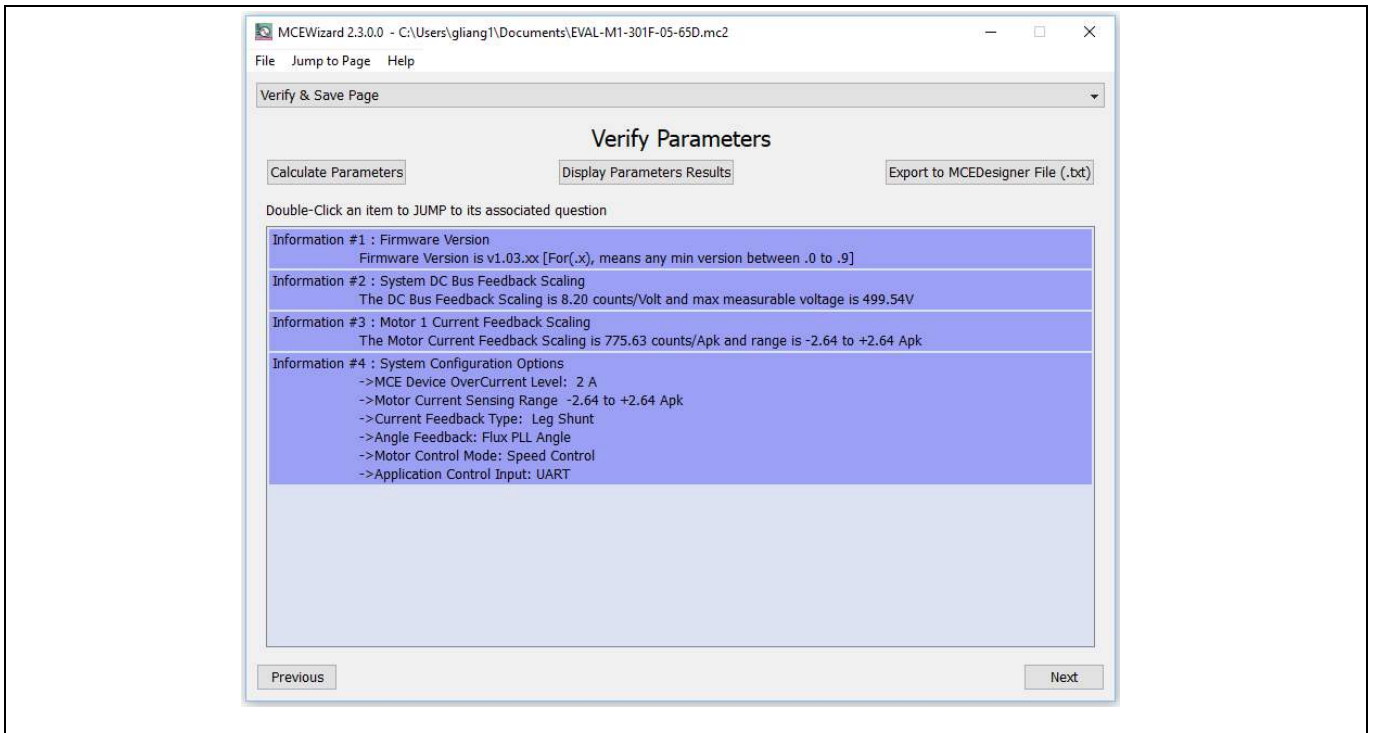 MCEWizard 2.3.0.0 - C:\Users\gliang1\Documents\EVAL-M1-301F-05-65D.mc2
File Jump to Page Help
Verify & Save Page
Verify Parameters
Calculate Parameters Display Parameters Results Export to MCEDesigner File (.txt)
Double-Click an item to JUMP to its associated question
Information #1 : Firmware Version
Firmware Version is v1.03.xx [For(.x), means any min version between .0 to .9]
Information #2 : System DC Bus Feedback Scaling
The DC Bus Feedback Scaling is 8.20 counts/Volt and max measurable voltage is 499.54V
Information #3 : Motor 1 Current Feedback Scaling
The Motor Current Feedback Scaling is 775.63 counts/Apk and range is -2.64 to +2.64 Apk
Information #4 : System Configuration Options
->MCE Device OverCurrent Level: 2 A
->Motor Current Sensing Range -2.64 to +2.64 Apk
->Current Feedback Type: Leg Shunt
->Angle Feedback: Flux PLL Angle
->Motor Control Mode: Speed Control
->Application Control Input: UART
Previous Next